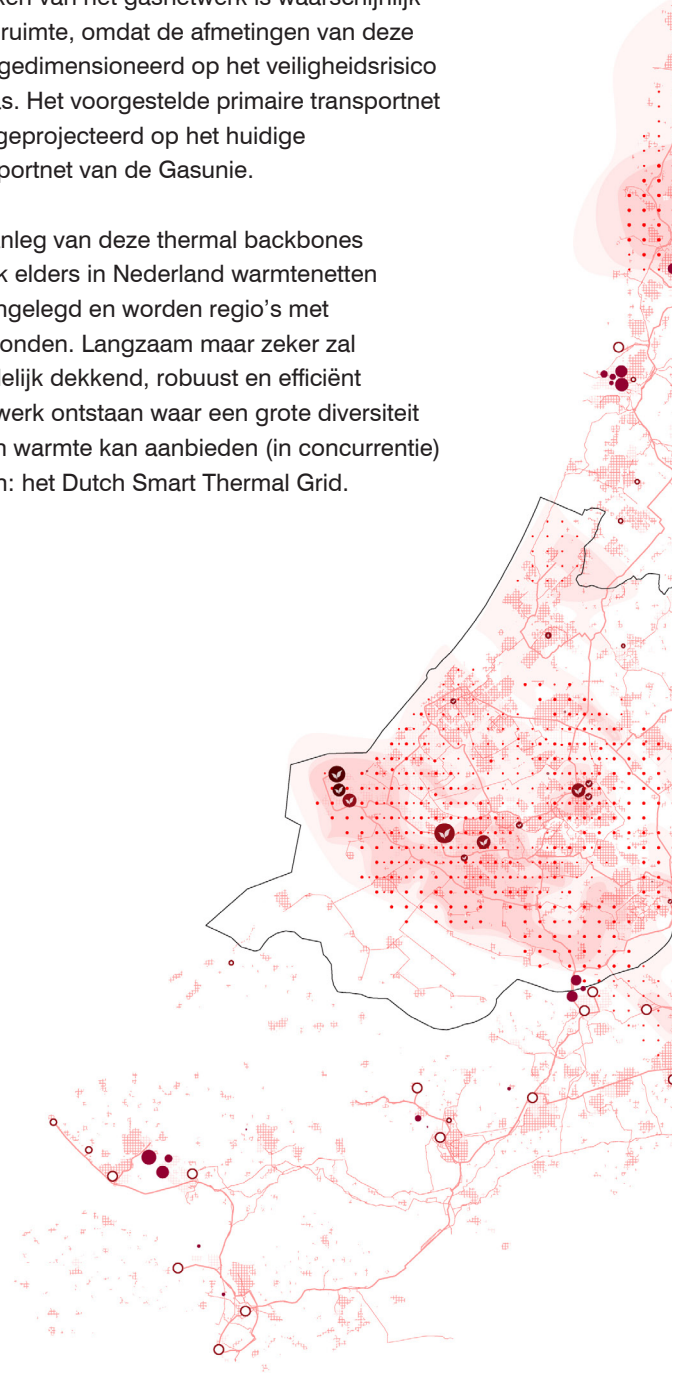 ken van het gasnetwerk is waarschijnlijk
ruimte, omdat de afmetingen van deze
gedimensioneerd op het veiligheidsrisico
as. Het voorgestelde primaire transportnet
geprojecteerd op het huidige
portnet van de Gasunie.
nleg van deze thermal backbones
k elders in Nederland warmtenetten
ngelegd en worden regio's met
onden. Langzaam maar zeker zal
delijk dekkend, robuust en efficiënt
werk ontstaan waar een grote diversiteit
n warmte kan aanbieden (in concurrentie)
n: het Dutch Smart Thermal Grid.